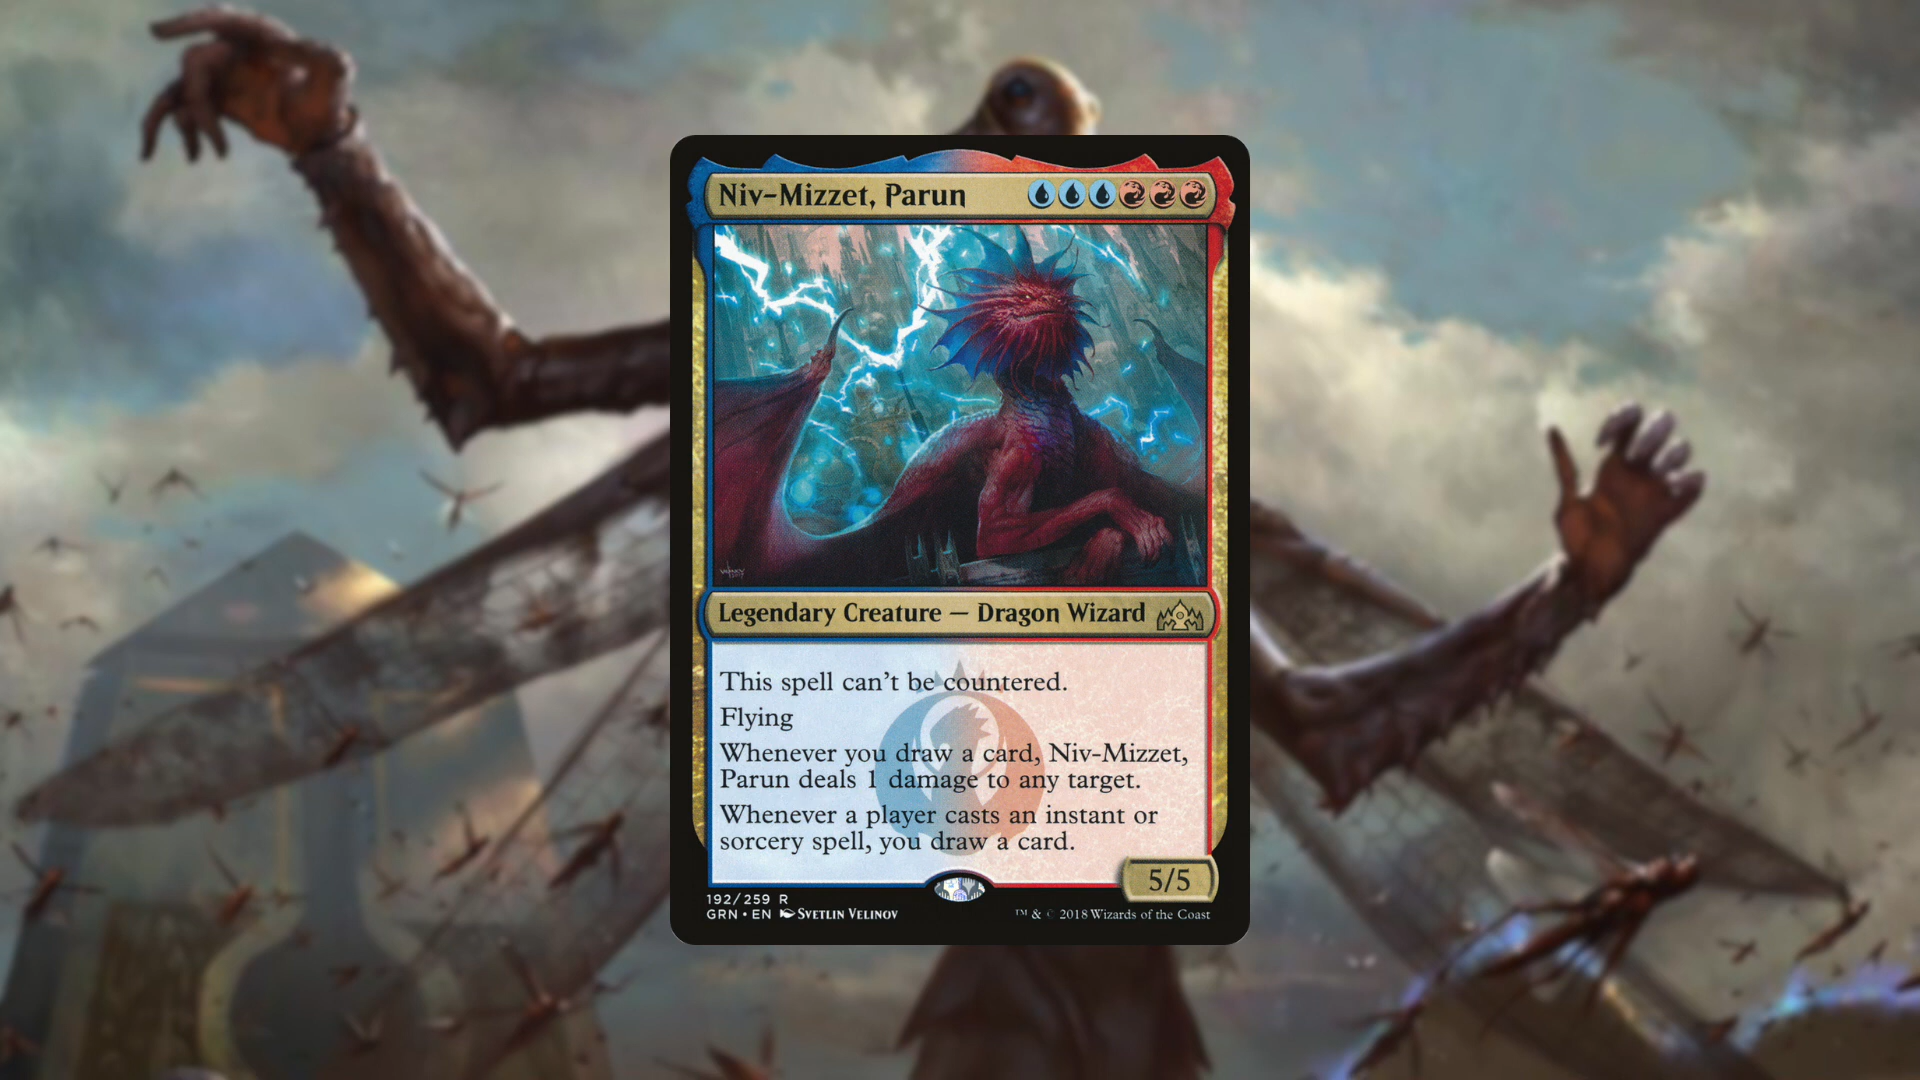 Niv-Mizzet, Parun
Legendary Creature — Dragon Wizard
This spell can't be countered.
Flying
Whenever you draw a card, Niv-Mizzet,
Parun deals 1 damage to any target.
Whenever a player casts an instant or
sorcery spell, you draw a card.
5/5
192/259 R
GRN • EN Svetlin Velinov
™ & © 2018 Wizards of the Coast